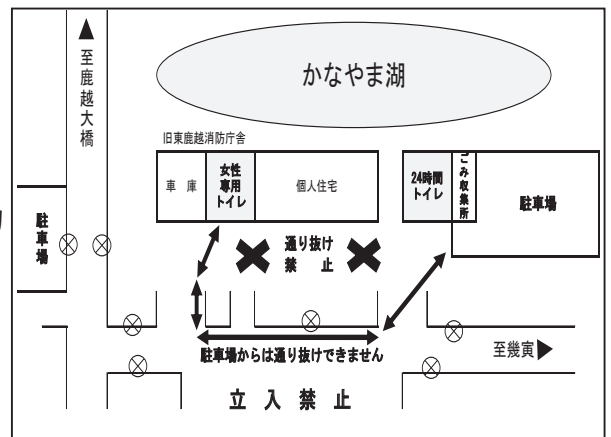 至鹿越大橋
かなやま湖
旧東鹿越消防庁舎
車 庫
女性
専用
トイレ
個人住宅
24時間
トイレ
ごみ収集所
駐車場
駐車場
通り抜け
禁 止
駐車場からは通り抜けできません
至幾寅
立 入 禁 止